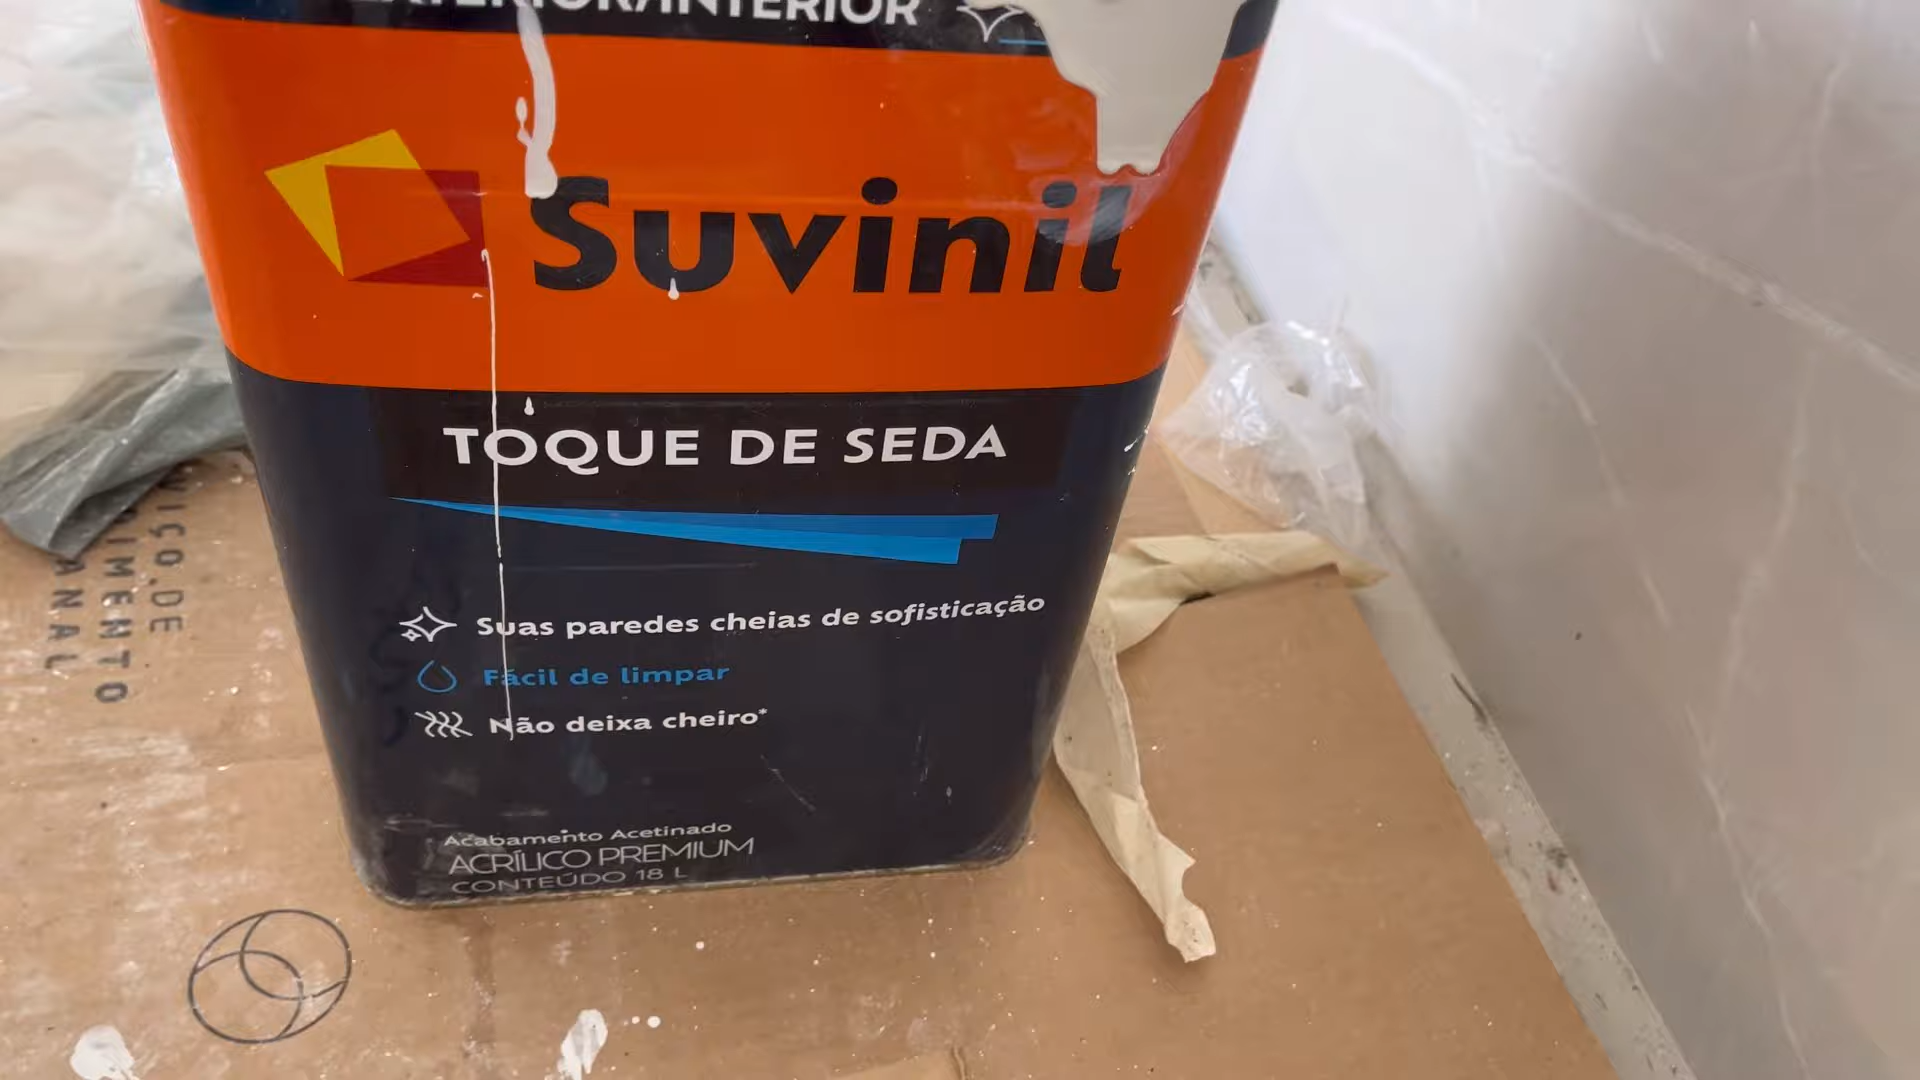 INTERIOR
Suvinil
TOQUE DE SEDA
Suas paredes cheias de sofisticação
Fácil de limpar
Não deixa cheiro*
Acabamento Acetinado
ACRÍLICO PREMIUM
CONTEÚDO 18 L